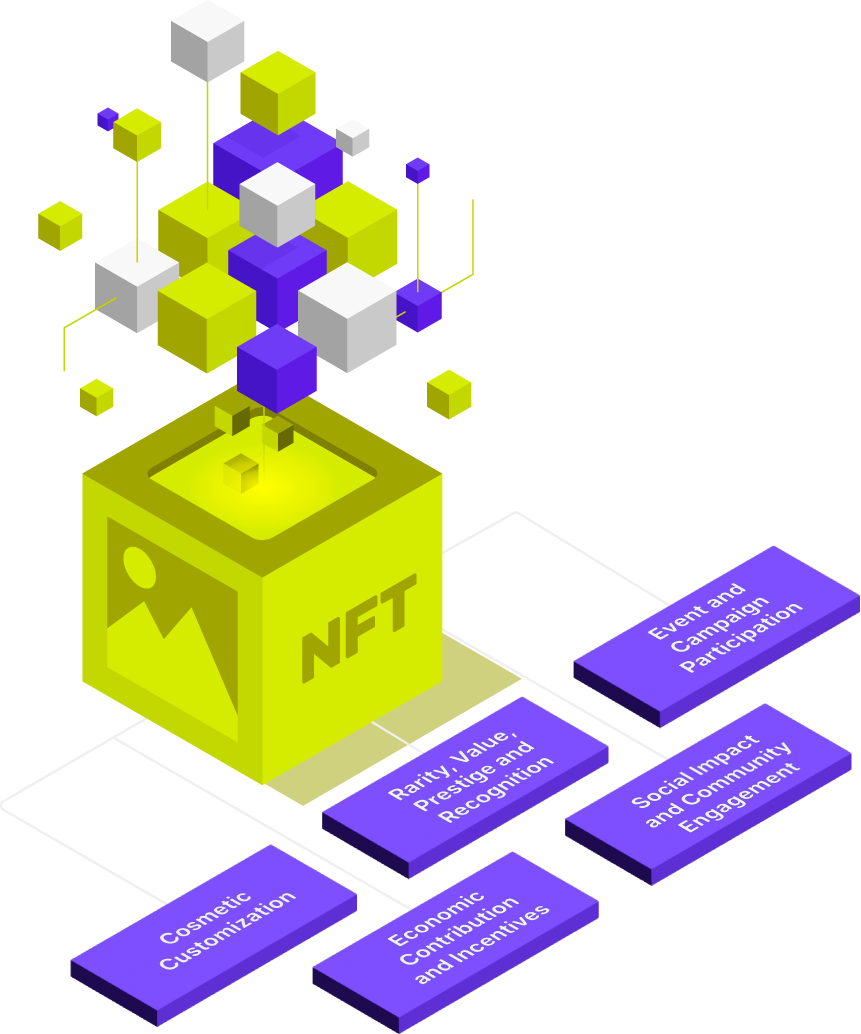 NFT
Event and
Campaign
Participation
Rarity, Value,
Prestige and
Recognition
Social Impact
and Community
Engagement
Cosmetic
Customization
Economic
Contribution
and Incentives